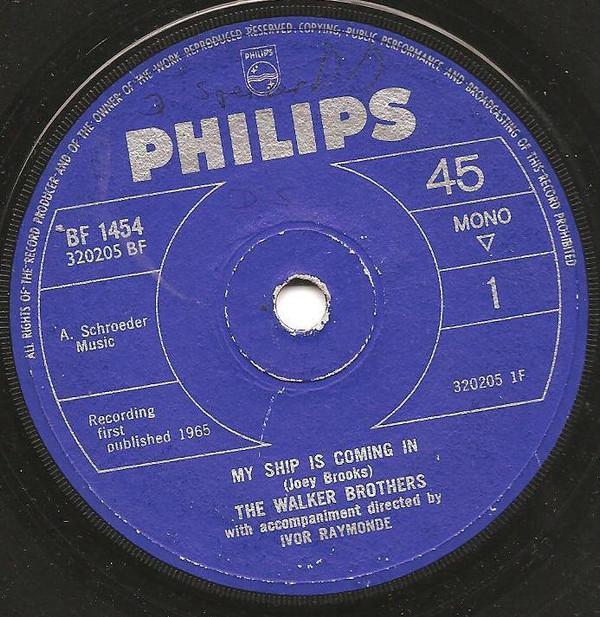 ALL RIGHTS OF THE RECORD PRODUCER AND OF THE OWNER OF THE WORK REPRODUCED RESERVED. COPYING, PUBLIC PERFORMANCE AND BROADCASTING OF THIS RECORD PROHIBITED
PHILIPS
PHILIPS
45
BF 1454
320205 BF
MONO
1
A. Schroeder
Music
320205 1F
Recording
first
published 1965
MY SHIP IS COMING IN
(Joey Brooks)
THE WALKER BROTHERS
with accompaniment directed by
IVOR RAYMONDE